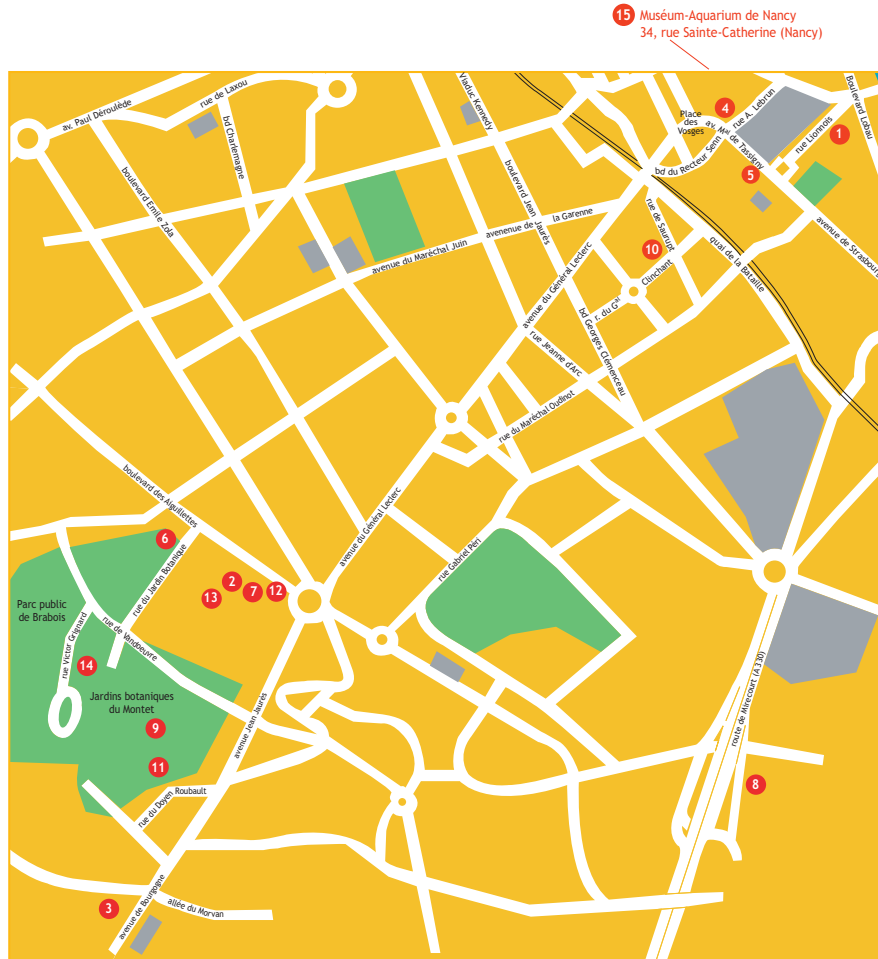 15 Muséum-Aquarium de Nancy
34, rue Sainte-Catherine (Nancy)
av. Paul Déroulède
rue de Laxou
bd Charlemagne
boulevard Emile Zola
Viaduc Kennedy
boulevard Jean Jaurès
avenue du Maréchal Juin
avenenue de la Garenne
Place
des
Vosges
4
rue A. Lebrun
av. Mal de Tassigny
bd du Recteur Senn
rue Lionnois
Boulevard Lobau
1
5
avenue de Strasbourg
rue de Saurupt
10
r. du Gal Clinchant
quai de la Bataille
avenue du Général Leclerc
bd Georges Clémenceau
rue Jeanne d'Arc
rue du Maréchal Oudinot
boulevard des Aiguillettes
avenue du Général Leclerc
rue Gabriel Péri
6
rue du Jardin Botanique
13
2
7
12
Parc public
de Brabois
rue Victor Grignard
rue de Vandoeuvre
14
Jardins botaniques
du Montet
9
11
avenue Jean Jaurès
rue du Doyen Roubault
route de Mirecourt (A330)
8
3
avenue de Bourgogne
allée du Morvan